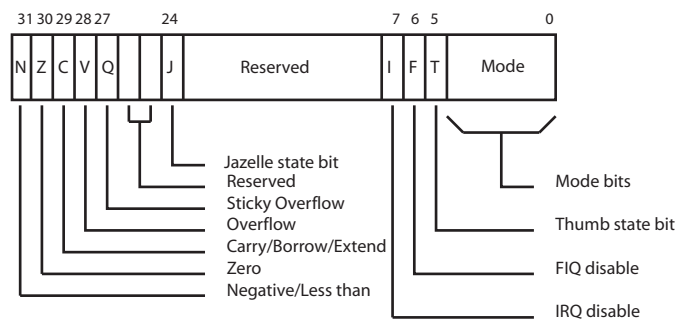 31 30 29 28 27 24 7 6 5 0
N Z C V Q J Reserved I F T Mode
Jazelle state bit
Reserved
Sticky Overflow
Overflow
Carry/Borrow/Extend
Zero
Negative/Less than
Mode bits
Thumb state bit
FIQ disable
IRQ disable